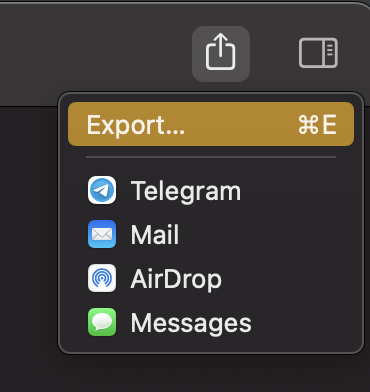 Export... ⌘E
Telegram
Mail
AirDrop
Messages